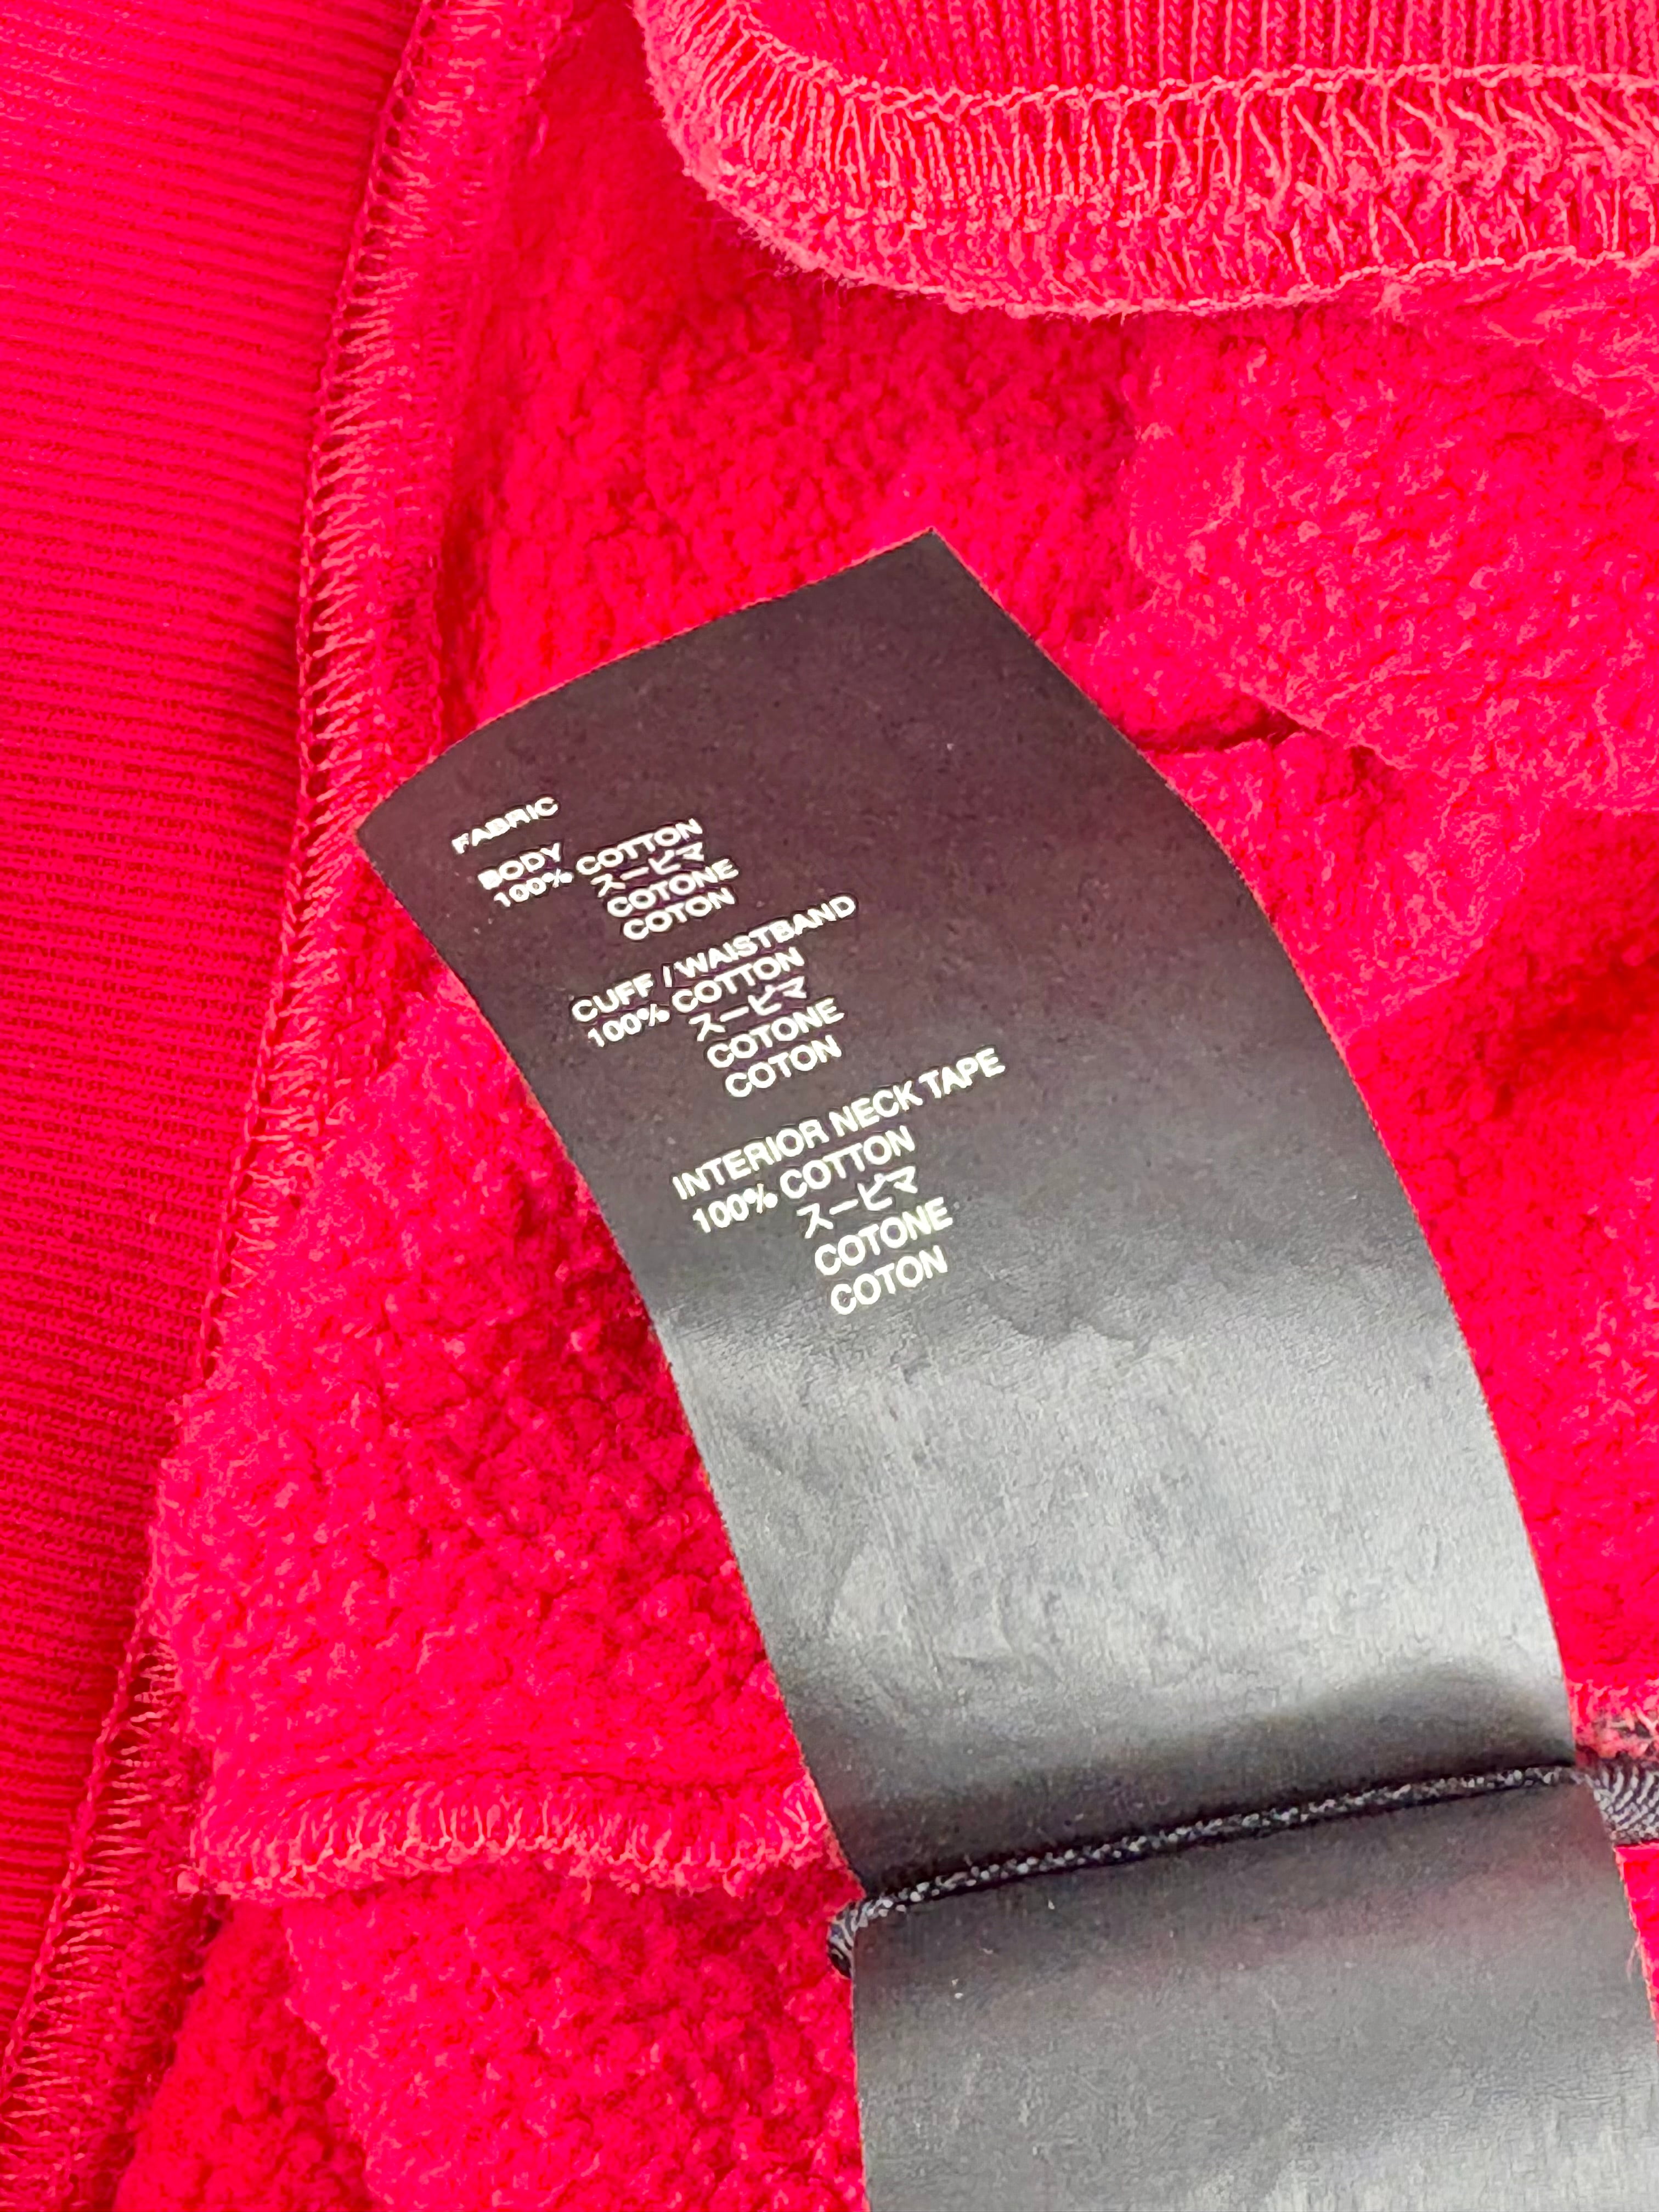 FABRIC
BODY
100% COTTON
スーピマ
COTONE
COTON
CUFF / WAISTBAND
100% COTTON
スーピマ
COTONE
COTON
INTERIOR NECK TAPE
100% COTTON
スーピマ
COTONE
COTON